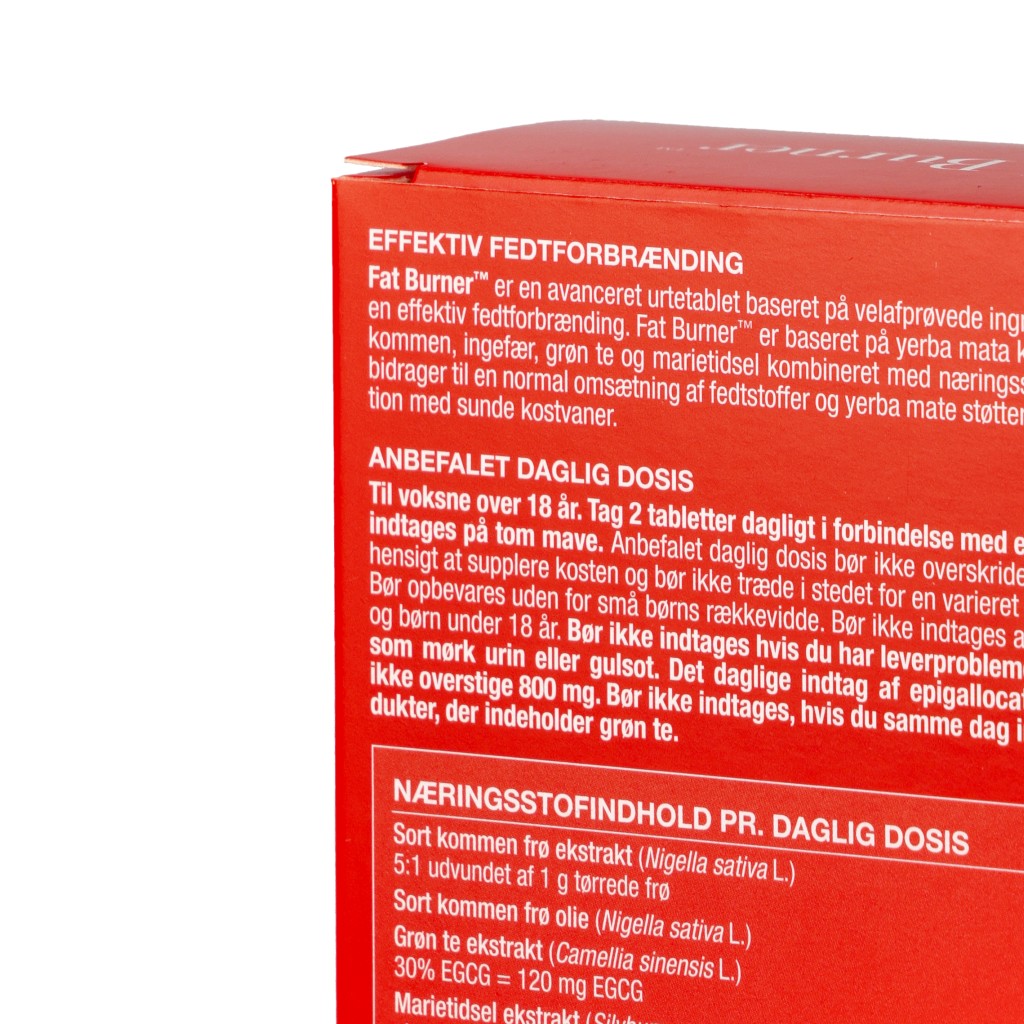 Burner™
EFFEKTIV FEDTFORBRÆNDING
Fat Burner™ er en avanceret urtetablet baseret på velafprøvede
en effektiv fedtforbrænding. Fat Burner™ er baseret på yerba mata
kommen, ingefær, grøn te og marietidsel kombineret med
bidrager til en normal omsætning af fedtstoffer og yerba mate støtter
tion med sunde kostvaner.
ANBEFALET DAGLIG DOSIS
Til voksne over 18 år. Tag 2 tabletter dagligt i forbindelse med
indtages på tom mave. Anbefalet daglig dosis bør ikke overskride
hensigt at supplere kosten og bør ikke træde i stedet for en varieret
Bør opbevares uden for små børns rækkevidde. Bør ikke indtages
og børn under 18 år. Bør ikke indtages hvis du har
som mørk urin eller gulsot. Det daglige indtag af
ikke overstige 800 mg. Bør ikke indtages, hvis du samme dag
dukter, der indeholder grøn te.
NÆRINGSSTOFINDHOLD PR. DAGLIG DOSIS
Sort kommen frø ekstrakt (Nigella sativa L.)
5:1 udvundet af 1 g tørrede frø
Sort kommen frø olie (Nigella sativa L.)
Grøn te ekstrakt (Camellia sinensis L.)
30% EGCG = 120 mg EGCG
Marietidsel ekstrakt